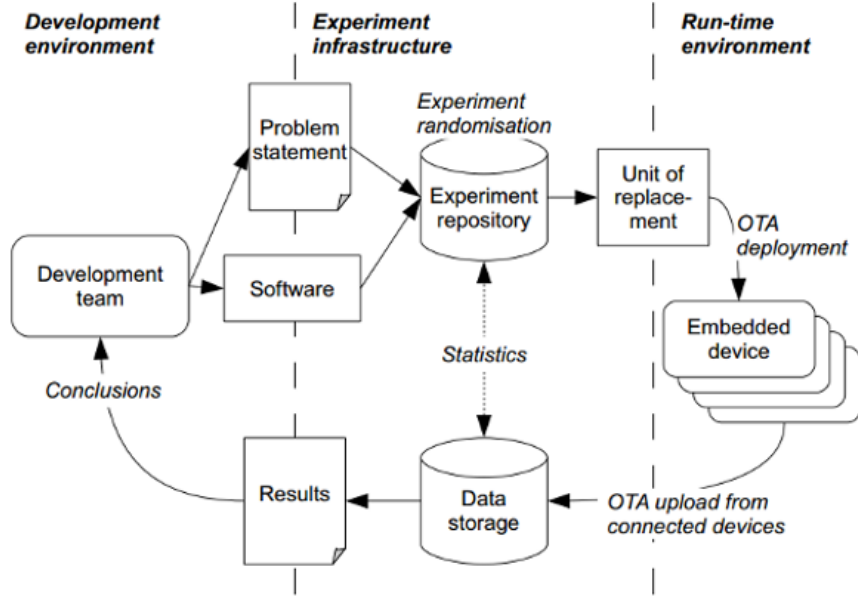 Development
environment
Experiment
infrastructure
Run-time
environment
Problem
statement
Experiment
randomisation
Experiment
repository
Unit of
replace-
ment
OTA
deployment
Development
team
Software
Embedded
device
Statistics
Conclusions
Results
Data
storage
OTA upload from
connected devices